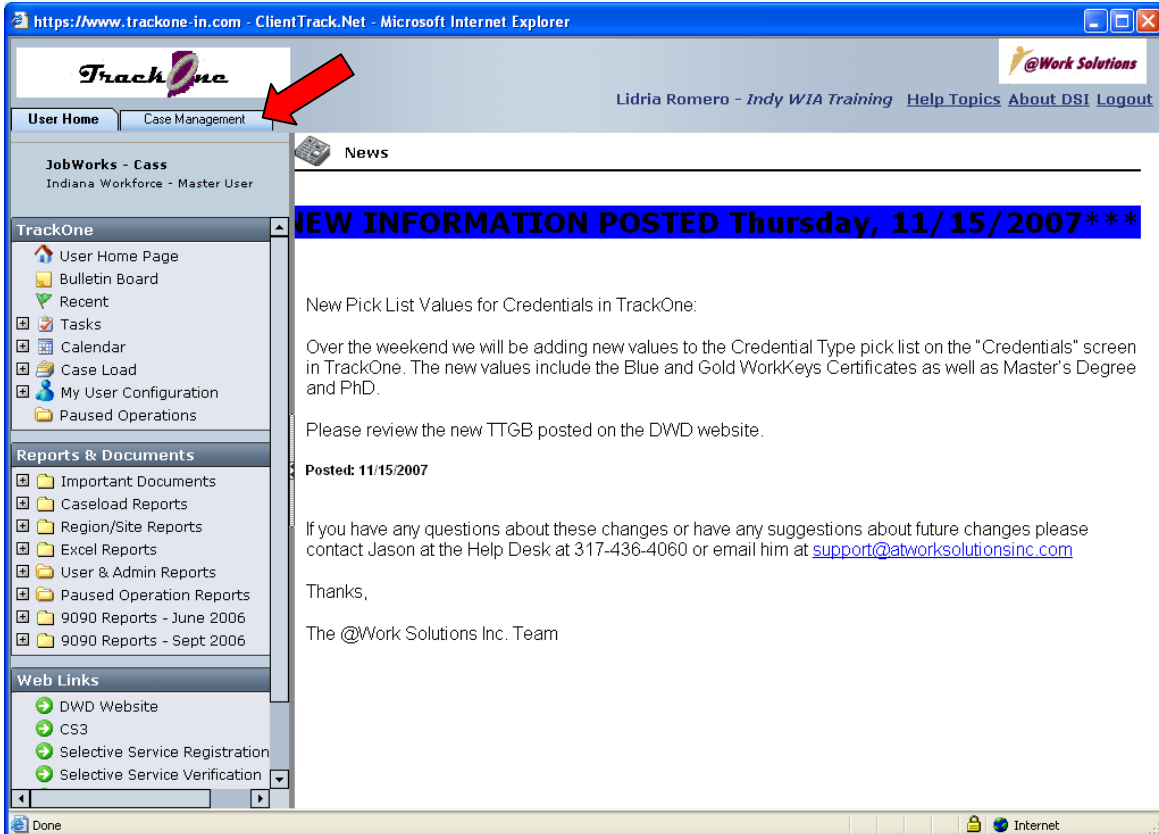 https://www.trackone-in.com - ClientTrack.Net - Microsoft Internet Explorer
TrackOne
@Work Solutions
Lidria Romero - Indy WIA Training Help Topics About DSI Logout
User Home Case Management
JobWorks - Cass
Indiana Workforce - Master User
TrackOne
User Home Page
Bulletin Board
Recent
Tasks
Calendar
Case Load
My User Configuration
Paused Operations
Reports & Documents
Important Documents
Caseload Reports
Region/Site Reports
Excel Reports
User & Admin Reports
Paused Operation Reports
9090 Reports - June 2006
9090 Reports - Sept 2006
Web Links
DWD Website
CS3
Selective Service Registration
Selective Service Verification
News
NEW INFORMATION POSTED Thursday, 11/15/2007***
New Pick List Values for Credentials in TrackOne:
Over the weekend we will be adding new values to the Credential Type pick list on the "Credentials" screen
in TrackOne. The new values include the Blue and Gold WorkKeys Certificates as well as Master's Degree
and PhD.
Please review the new TTGB posted on the DWD website.
Posted: 11/15/2007
If you have any questions about these changes or have any suggestions about future changes please
contact Jason at the Help Desk at 317-436-4060 or email him at support@atworksolutionsinc.com
Thanks,
The @Work Solutions Inc. Team
Done
Internet